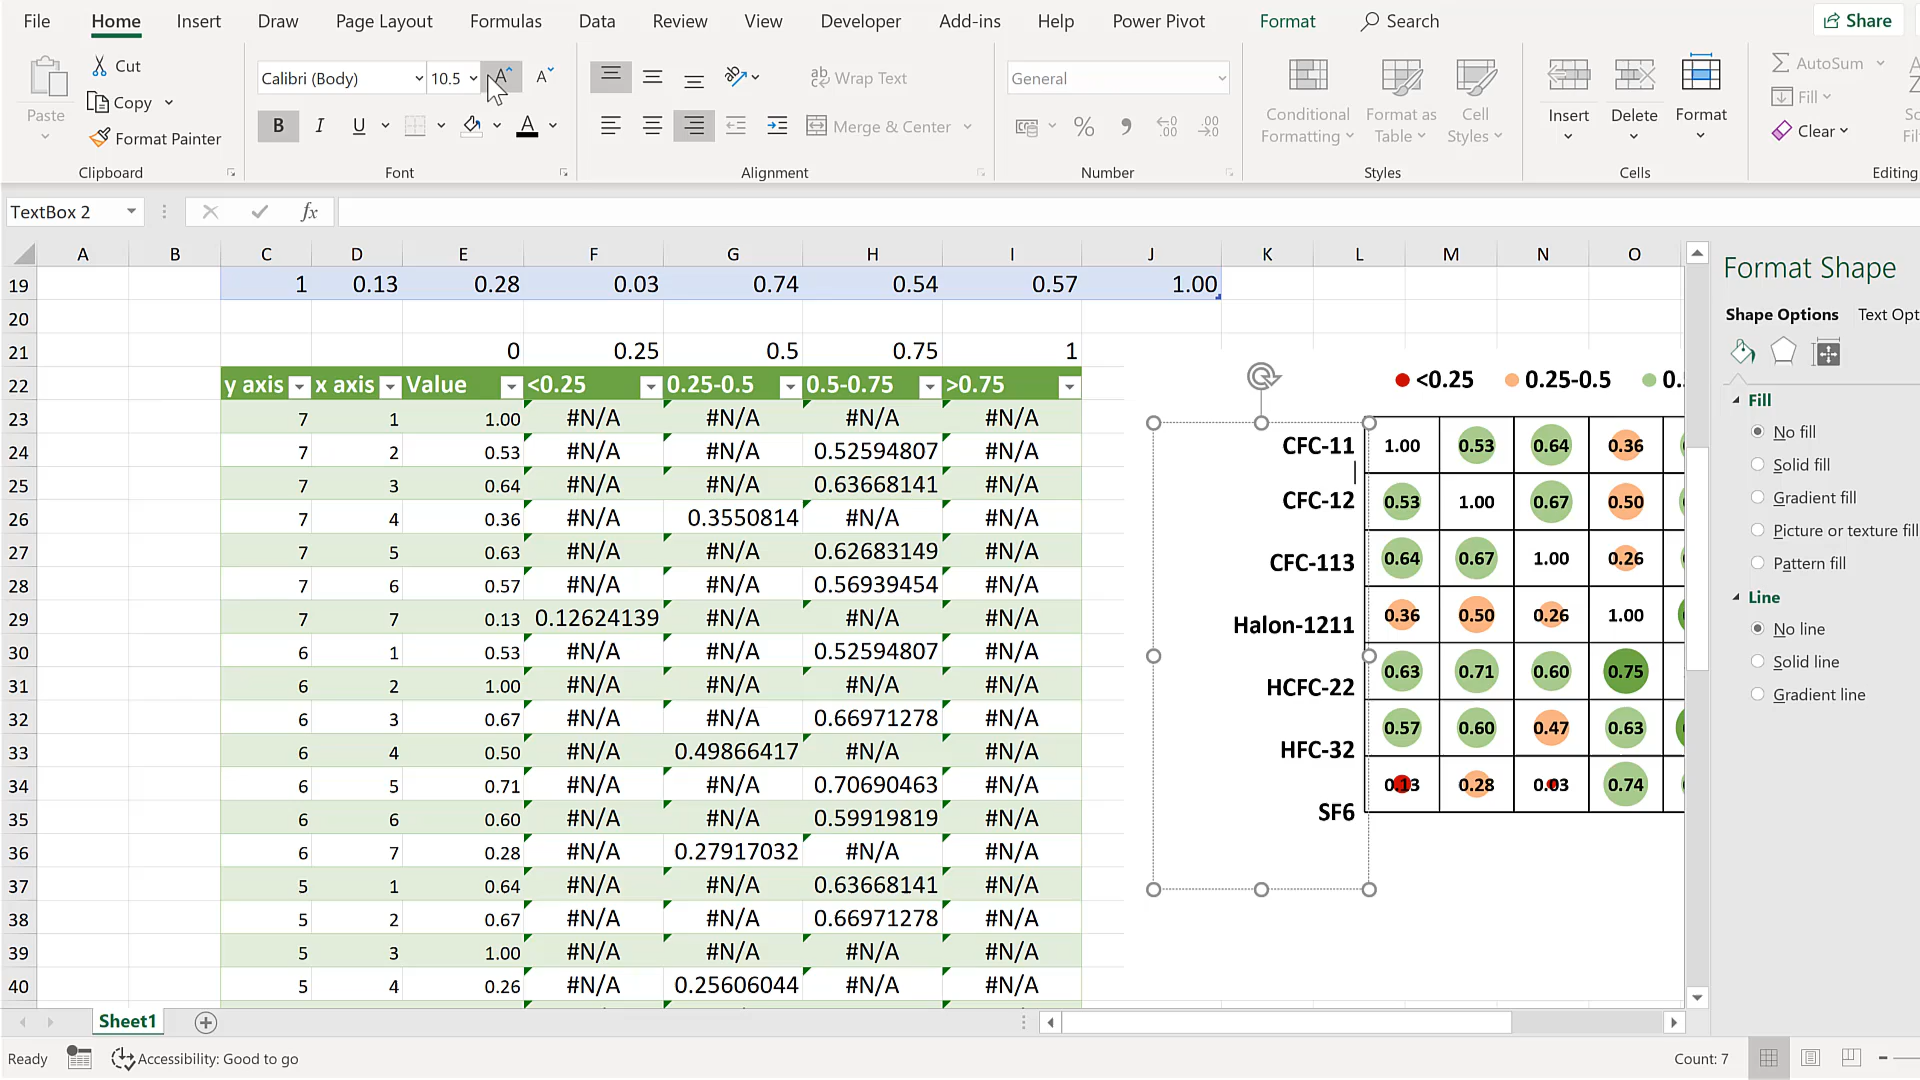 File Home Insert Draw Page Layout Formulas Data Review View Developer Add-ins Help Power Pivot Format Search Share
Paste Cut Copy Format Painter
Calibri (Body) 10.5 A A
B I U A
ab Wrap Text
Merge & Center
General
% ,
Conditional Formatting Format as Table Cell Styles
Insert Delete Format
AutoSum
Fill
Clear
Clipboard Font Alignment Number Styles Cells Editing
TextBox 2 fx
A B C D E F G H I J K L M N O
19 1 0.13 0.28 0.03 0.74 0.54 0.57 1.00
20
21 0 0.25 0.5 0.75 1
22 y axis x axis Value <0.25 0.25-0.5 0.5-0.75 >0.75
23 7 1 1.00 #N/A #N/A #N/A #N/A
24 7 2 0.53 #N/A #N/A 0.52594807 #N/A
25 7 3 0.64 #N/A #N/A 0.63668141 #N/A
26 7 4 0.36 #N/A 0.3550814 #N/A #N/A
27 7 5 0.63 #N/A #N/A 0.62683149 #N/A
28 7 6 0.57 #N/A #N/A 0.56939454 #N/A
29 7 7 0.13 0.12624139 #N/A #N/A #N/A
30 6 1 0.53 #N/A #N/A 0.52594807 #N/A
31 6 2 1.00 #N/A #N/A #N/A #N/A
32 6 3 0.67 #N/A #N/A 0.66971278 #N/A
33 6 4 0.50 #N/A 0.49866417 #N/A #N/A
34 6 5 0.71 #N/A #N/A 0.70690463 #N/A
35 6 6 0.60 #N/A #N/A 0.59919819 #N/A
36 6 7 0.28 #N/A 0.27917032 #N/A #N/A
37 5 1 0.64 #N/A #N/A 0.63668141 #N/A
38 5 2 0.67 #N/A #N/A 0.66971278 #N/A
39 5 3 1.00 #N/A #N/A #N/A #N/A
40 5 4 0.26 #N/A 0.25606044 #N/A #N/A
<0.25 0.25-0.5
CFC-11 1.00 0.53 0.64 0.36
CFC-12 0.53 1.00 0.67 0.50
CFC-113 0.64 0.67 1.00 0.26
Halon-1211 0.36 0.50 0.26 1.00
HCFC-22 0.63 0.71 0.60 0.75
HFC-32 0.57 0.60 0.47 0.63
SF6 0.13 0.28 0.03 0.74
Format Shape
Shape Options Text Opt
Fill
No fill
Solid fill
Gradient fill
Picture or texture fill
Pattern fill
Line
No line
Solid line
Gradient line
Sheet1
Ready Accessibility: Good to go Count: 7